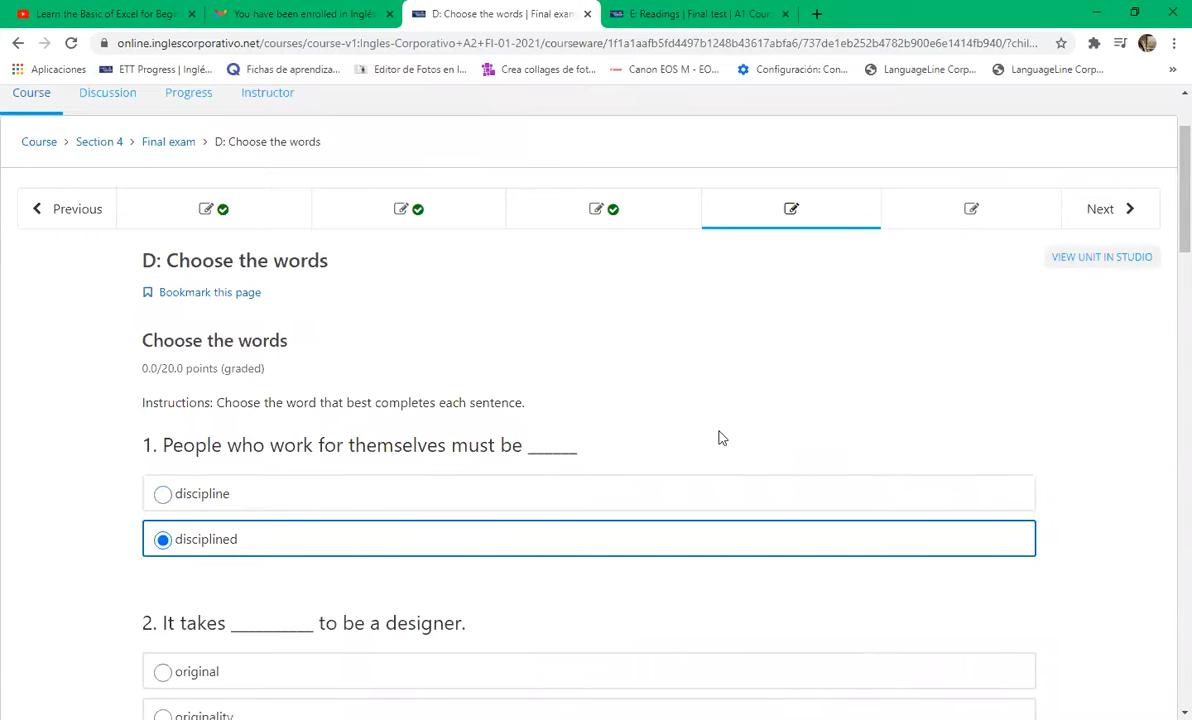 Learn the Basic of Excel for Begi
You have been enrolled in Inglés
D: Choose the words | Final exan
E: Readings | Final test | A1 Cour
online.inglescorporativo.net/courses/course-v1:Ingles-Corporativo+A2+FI-01-2021/courseware/1f1a1aafb5fd4497b1248b43617abfa6/737de1eb252b4782b900e6e1414fb940/?chil...
Aplicaciones
ETT Progress | Inglé...
Fichas de aprendiza...
Editor de Fotos en l...
Crea collages de fot...
Canon EOS M - EO...
Configuración: Con...
LanguageLine Corp...
LanguageLine Corp...
»
Course
Discussion
Progress
Instructor
Course > Section 4 > Final exam > D: Choose the words
Previous
Next
D: Choose the words
VIEW UNIT IN STUDIO
Bookmark this page
Choose the words
0.0/20.0 points (graded)
Instructions: Choose the word that best completes each sentence.
1. People who work for themselves must be ______
discipline
disciplined
2. It takes __________ to be a designer.
original
originality